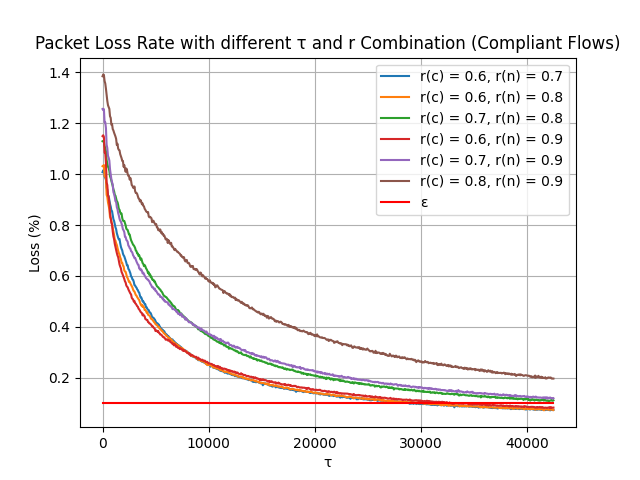 Packet Loss Rate with different τ and r Combination (Compliant Flows)
1.4
1.2
1.0
0.8
0.6
0.4
0.2
Loss (%)
r(c) = 0.6, r(n) = 0.7
r(c) = 0.6, r(n) = 0.8
r(c) = 0.7, r(n) = 0.8
r(c) = 0.6, r(n) = 0.9
r(c) = 0.7, r(n) = 0.9
r(c) = 0.8, r(n) = 0.9
ε
0 10000 20000 30000 40000
τ